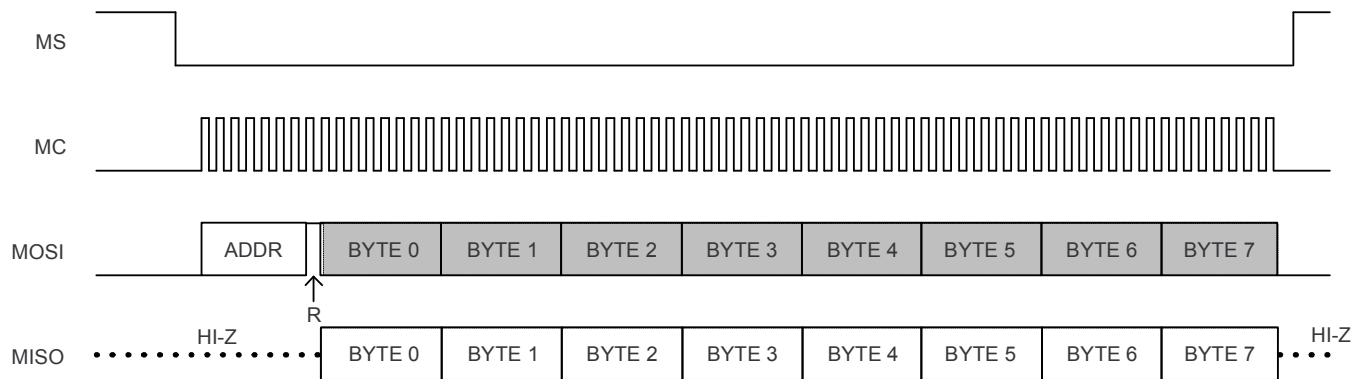 MS
MC
MOSI ADDR BYTE 0 BYTE 1 BYTE 2 BYTE 3 BYTE 4 BYTE 5 BYTE 6 BYTE 7
R
HI-Z HI-Z
MISO BYTE 0 BYTE 1 BYTE 2 BYTE 3 BYTE 4 BYTE 5 BYTE 6 BYTE 7